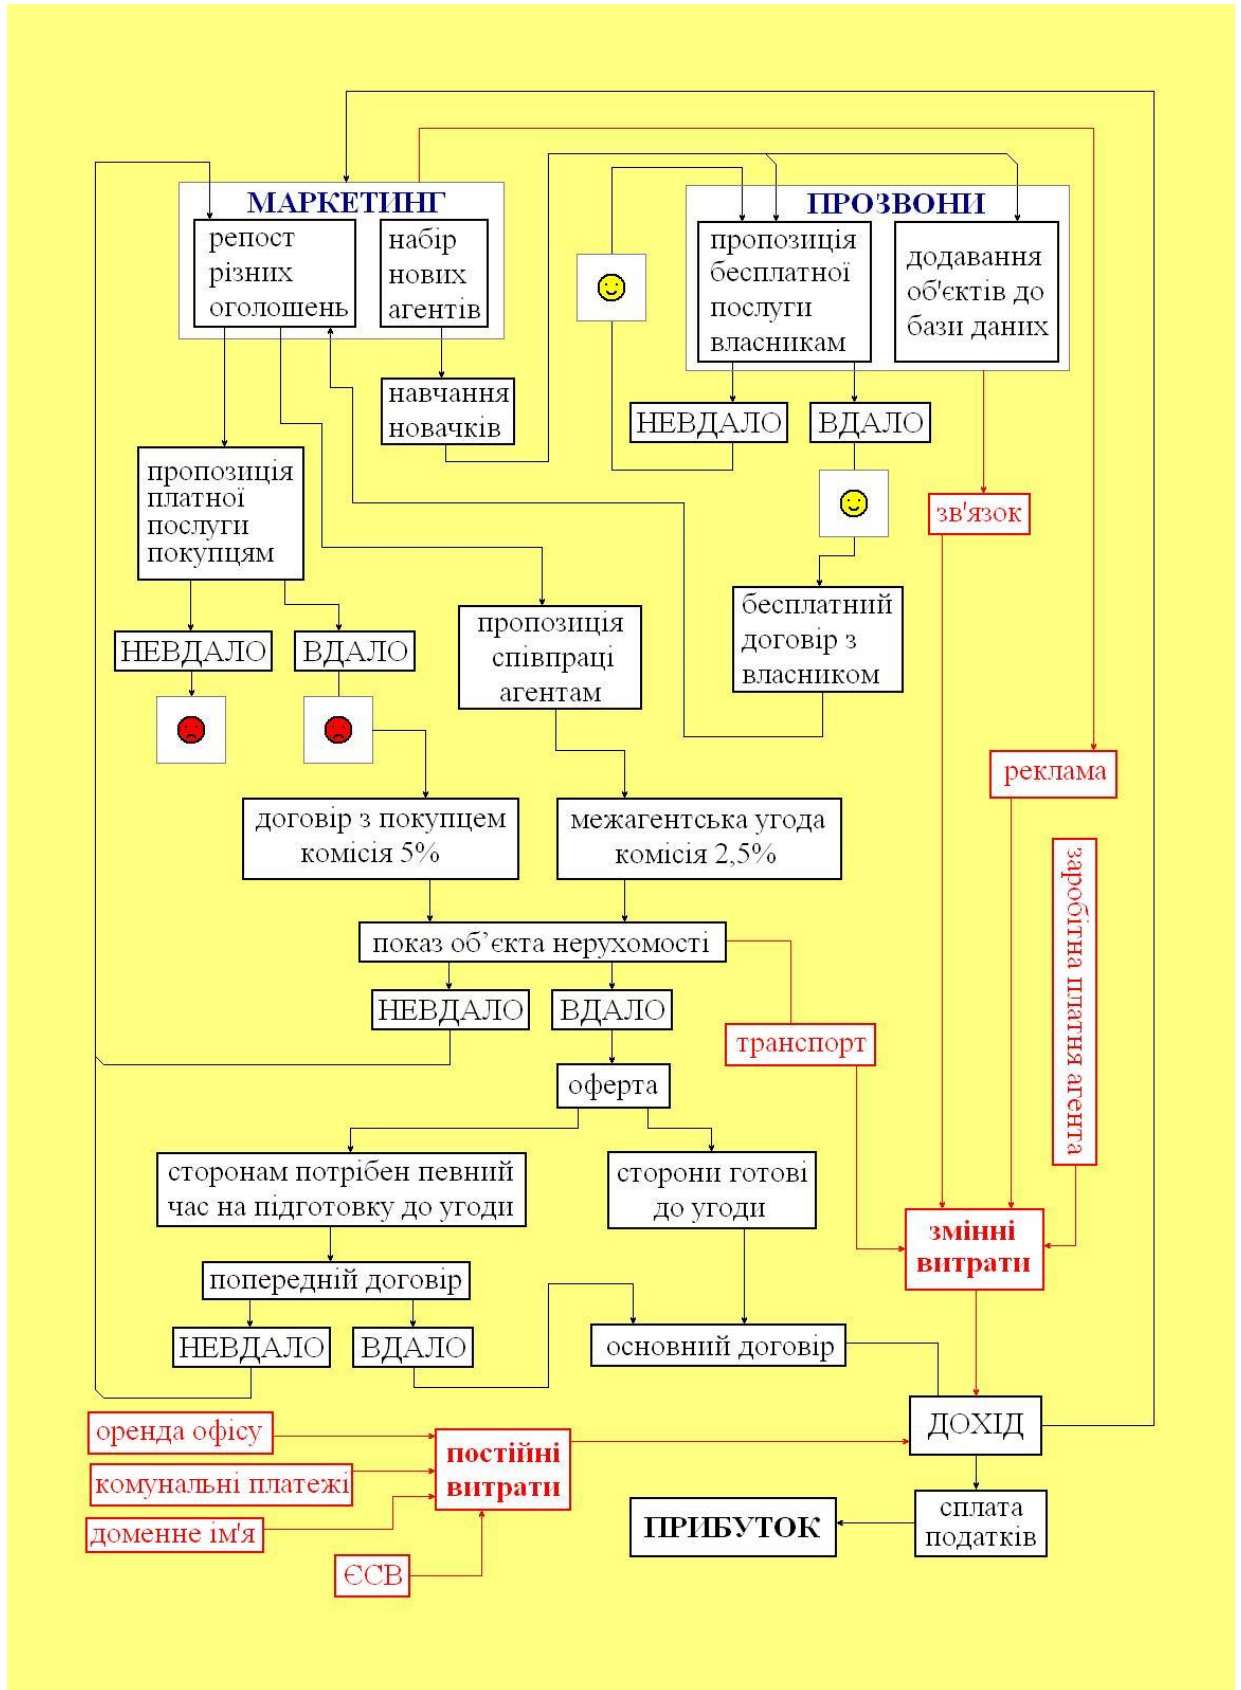 МАРКЕТИНГ
репост
різних
оголошень
набір
нових
агентів
навчання
новачків
ПРОЗВОНИ
пропозиція
бесплатної
послуги
власникам
додавання
об'єктів до
бази даних
НЕВДАЛО
ВДАЛО
зв'язок
пропозиція
платної
послуги
покупцям
бесплатний
договір з
власником
НЕВДАЛО
ВДАЛО
пропозиція
співпраці
агентам
реклама
договір з покупцем
комісія 5%
межагентська угода
комісія 2,5%
заробітна платня агента
показ об’єкта нерухомості
НЕВДАЛО
ВДАЛО
транспорт
оферта
сторонам потрібен певний
час на підготовку до угоди
сторони готові
до угоди
змінні
витрати
попередній договір
НЕВДАЛО
ВДАЛО
основний договір
ДОХІД
оренда офісу
комунальні платежі
доменне ім'я
ЄСВ
постійні
витрати
сплата
податків
ПРИБУТОК